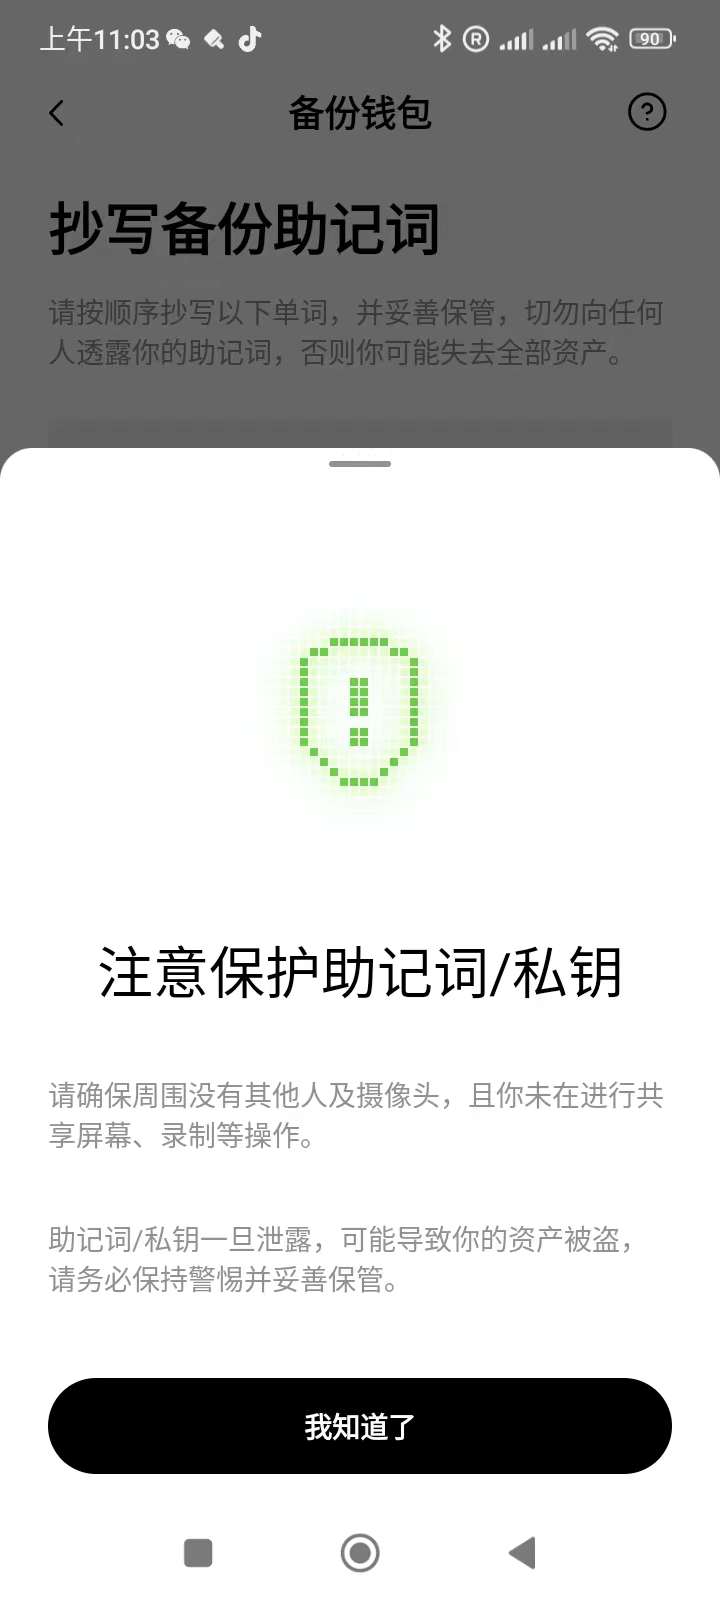 上午11:03
90
备份钱包
抄写备份助记词
请按顺序抄写以下单词，并妥善保管，切勿向任何
人透露你的助记词，否则你可能失去全部资产。
注意保护助记词/私钥
请确保周围没有其他人及摄像头，且你未在进行共
享屏幕、录制等操作。
助记词/私钥一旦泄露，可能导致你的资产被盗，
请务必保持警惕并妥善保管。
我知道了